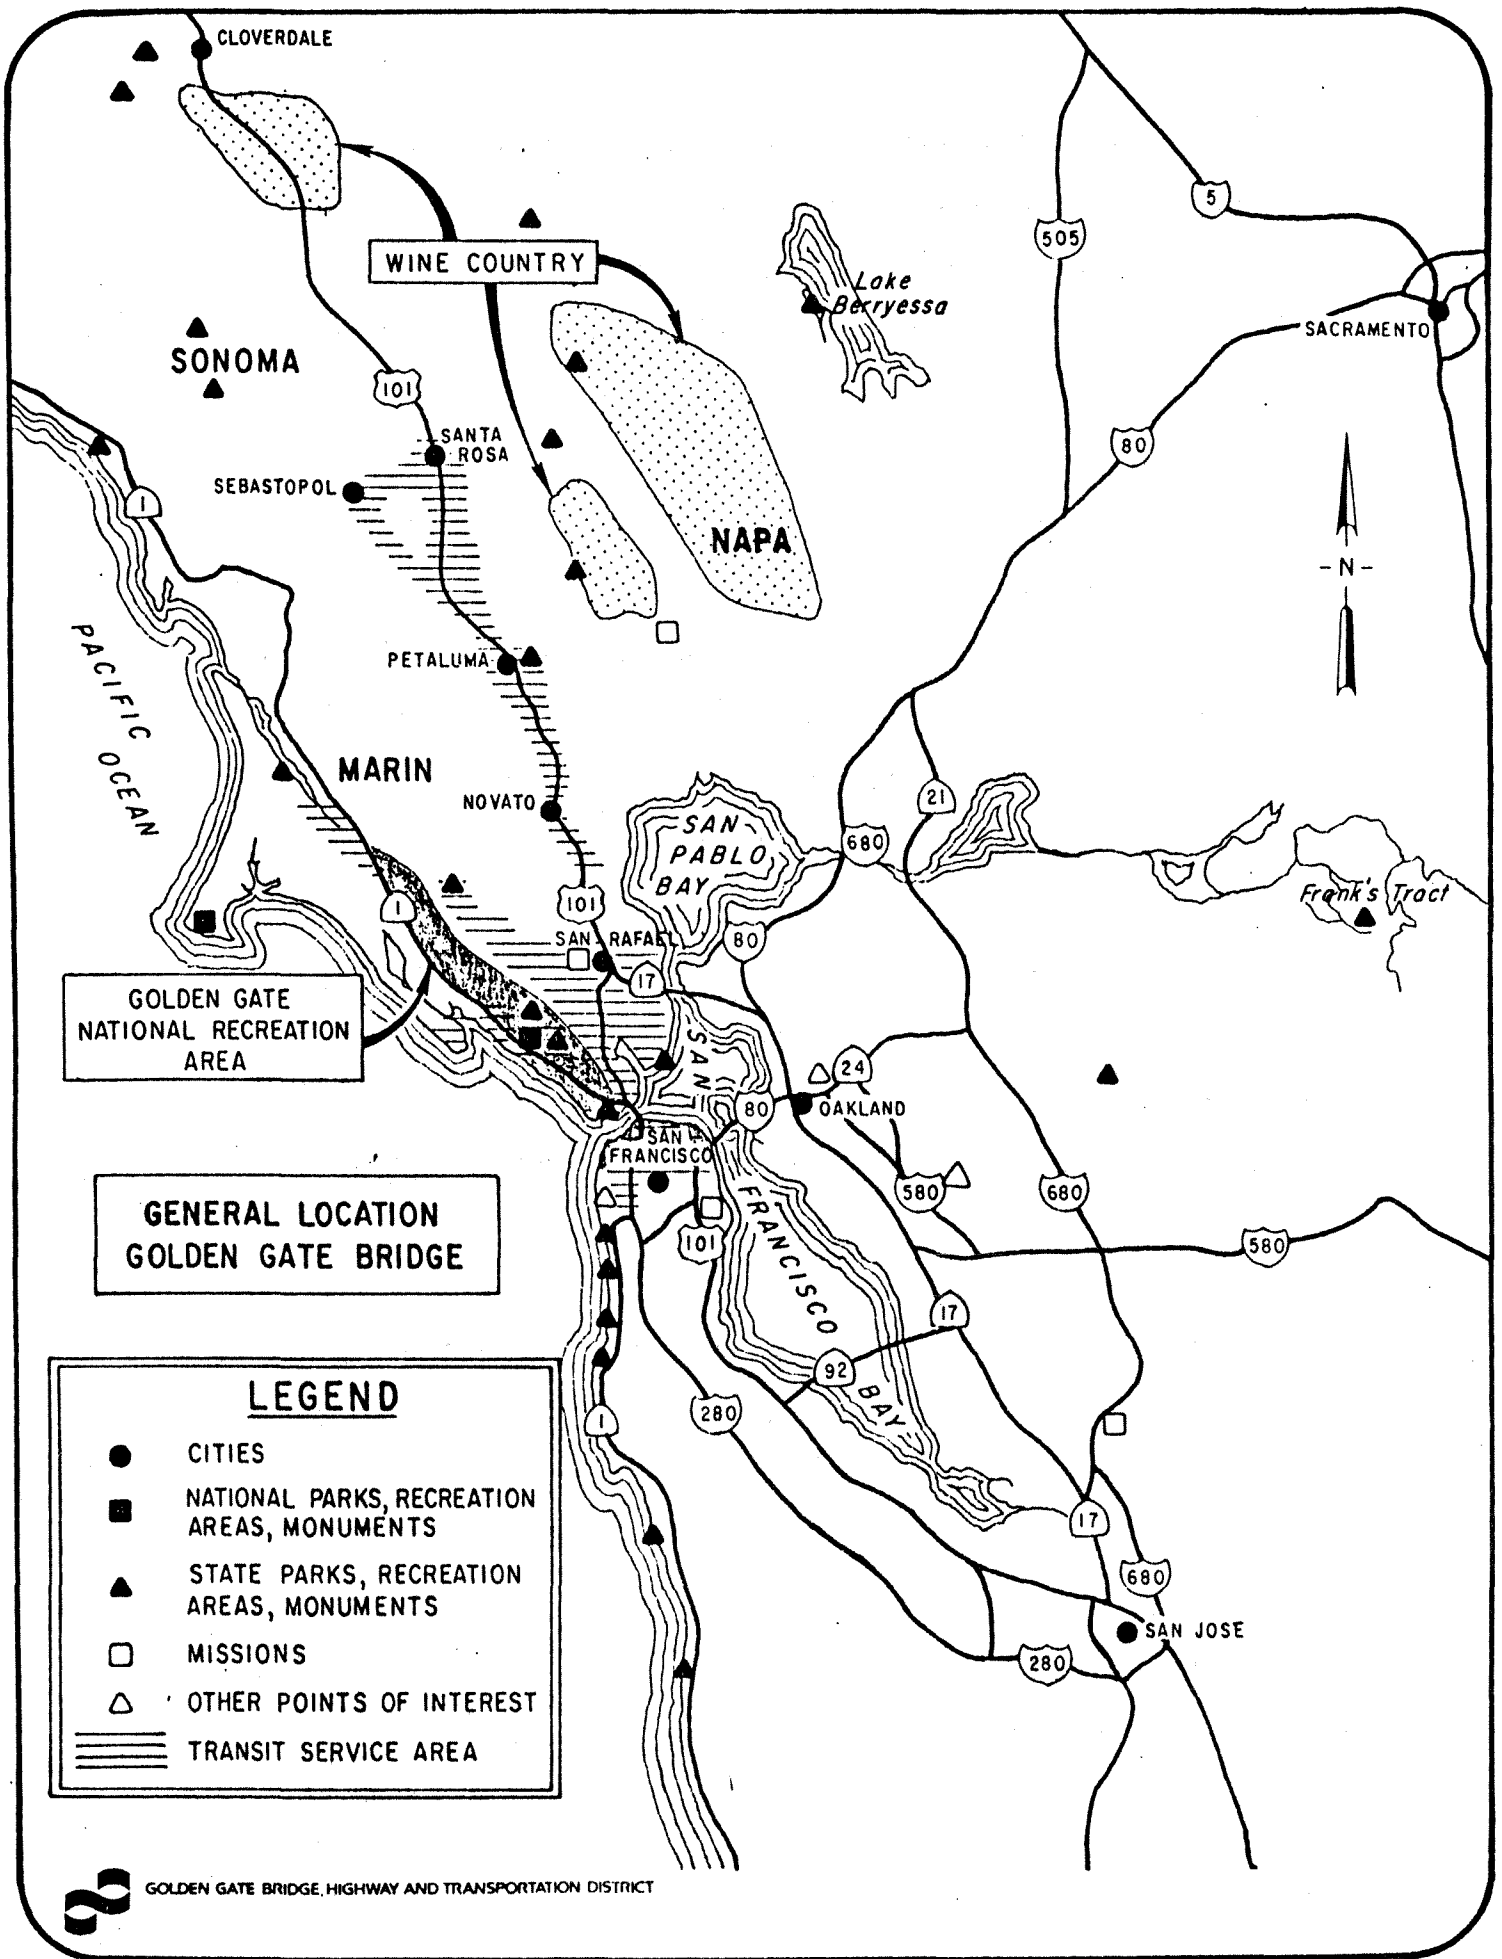 CLOVERDALE
5
505
WINE COUNTRY
Lake
Berryessa
SACRAMENTO
SONOMA
101
80
SANTA
ROSA
SEBASTOPOL
1
NAPA
-N-
PACIFIC
OCEAN
PETALUMA
MARIN
21
NOVATO
SAN
PABLO
BAY
680
Frank's Tract
1
101
80
SAN RAFAEL
17
GOLDEN GATE
NATIONAL RECREATION
AREA
SAN
FRANCISCO
BAY
24
80
OAKLAND
SAN
FRANCISCO
580
680
GENERAL LOCATION
GOLDEN GATE BRIDGE
101
580
17
92
280
1
LEGEND
CITIES
NATIONAL PARKS, RECREATION
AREAS, MONUMENTS
STATE PARKS, RECREATION
AREAS, MONUMENTS
MISSIONS
OTHER POINTS OF INTEREST
TRANSIT SERVICE AREA
17
680
SAN JOSE
280
GOLDEN GATE BRIDGE, HIGHWAY AND TRANSPORTATION DISTRICT